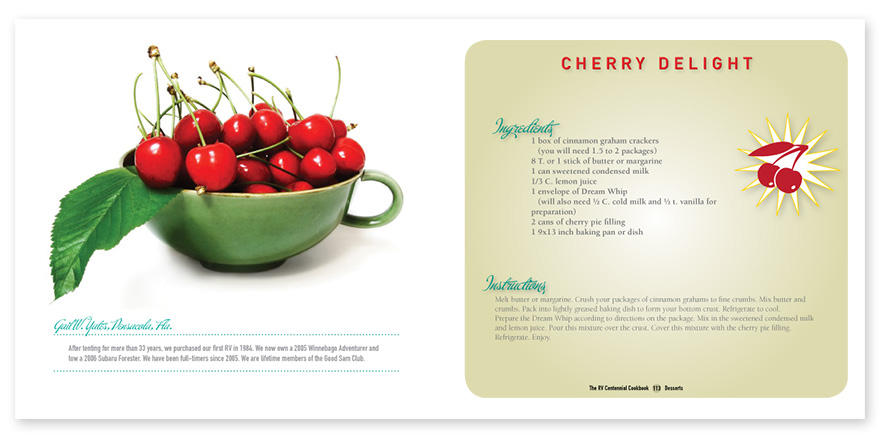 Gail W. Yates, Pensacola, Fla.
After tenting for more than 33 years, we purchased our first RV in 1984. We now own a 2005 Winnebago Adventurer and
tow a 2006 Subaru Forester. We have been full-timers since 2005. We are lifetime members of the Good Sam Club.
CHERRY DELIGHT
Ingredients
1 box of cinnamon graham crackers
(you will need 1.5 to 2 packages)
8 T. or 1 stick of butter or margarine
1 can sweetened condensed milk
1/3 C. lemon juice
1 envelope of Dream Whip
(will also need ½ C. cold milk and ½ t. vanilla for
preparation)
2 cans of cherry pie filling
1 9x13 inch baking pan or dish
Instructions
Melt butter or margarine. Crush your packages of cinnamon grahams to fine crumbs. Mix butter and
crumbs. Pack into lightly greased baking dish to form your bottom crust. Refrigerate to cool.
Prepare the Dream Whip according to directions on the package. Mix in the sweetened condensed milk
and lemon juice. Pour this mixture over the crust. Cover this mixture with the cherry pie filling.
Refrigerate. Enjoy.
The RV Centennial Cookbook 113 Desserts